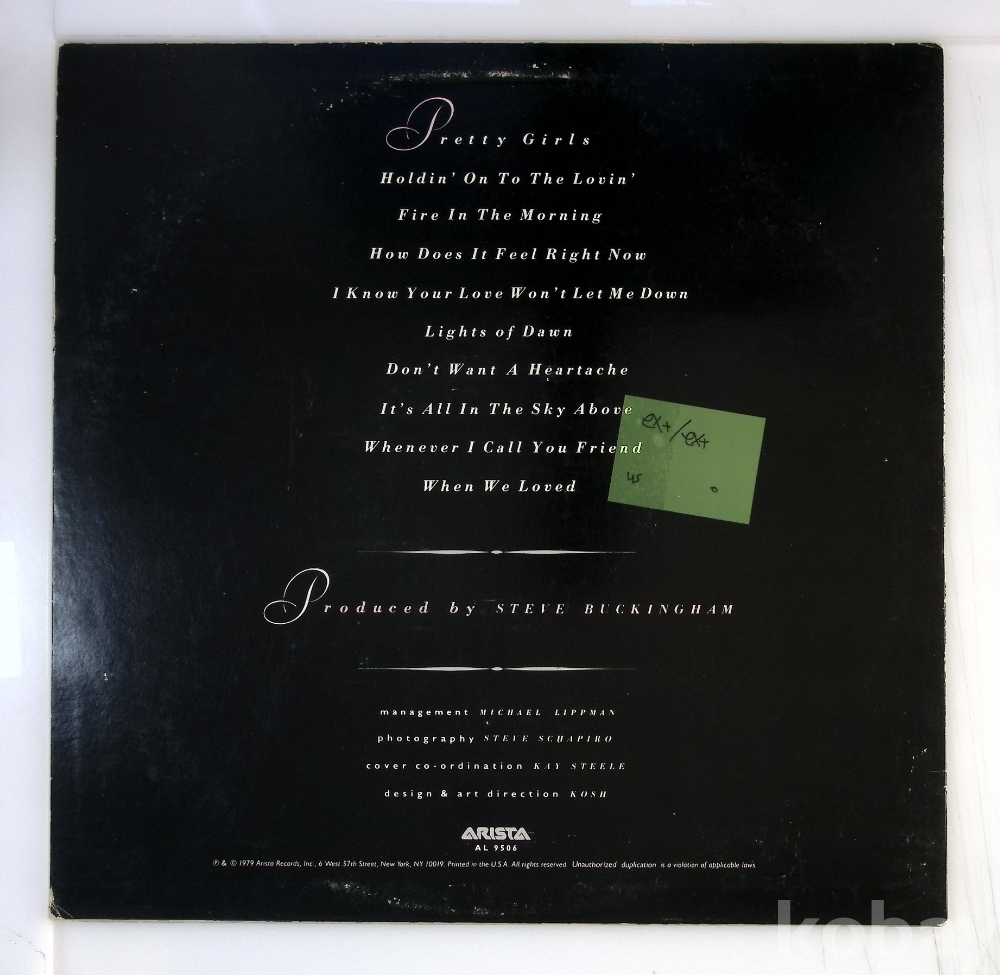 Pretty Girls
Holdin' On To The Lovin'
Fire In The Morning
How Does It Feel Right Now
I Know Your Love Won't Let Me Down
Lights of Dawn
Don't Want A Heartache
It's All In The Sky Above
Whenever I Call You Friend
When We Loved
ex+/ex+
us
o
Produced by STEVE BUCKINGHAM
management MICHAEL LIPPMAN
photography STEVE SCHAPIRO
cover co-ordination KAY STEELE
design & art direction KOSH
ARISTA
AL 9506
℗ & © 1979 Arista Records, Inc., 6 West 57th Street, New York, NY 10019. Printed in the U.S.A. All rights reserved. Unauthorized duplication is a violation of applicable laws